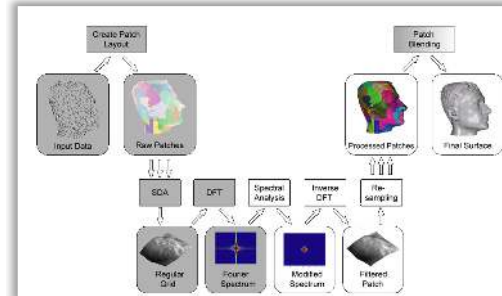 Create Patch
Layout
Patch
Blending
Input Data
Raw Patches
Processed Patches
Final Surface
SDA
DFT
Spectral
Analysis
Inverse
DFT
Re-
sampling
Regular
Grid
Fourier
Spectrum
Modified
Spectrum
Filtered
Patch